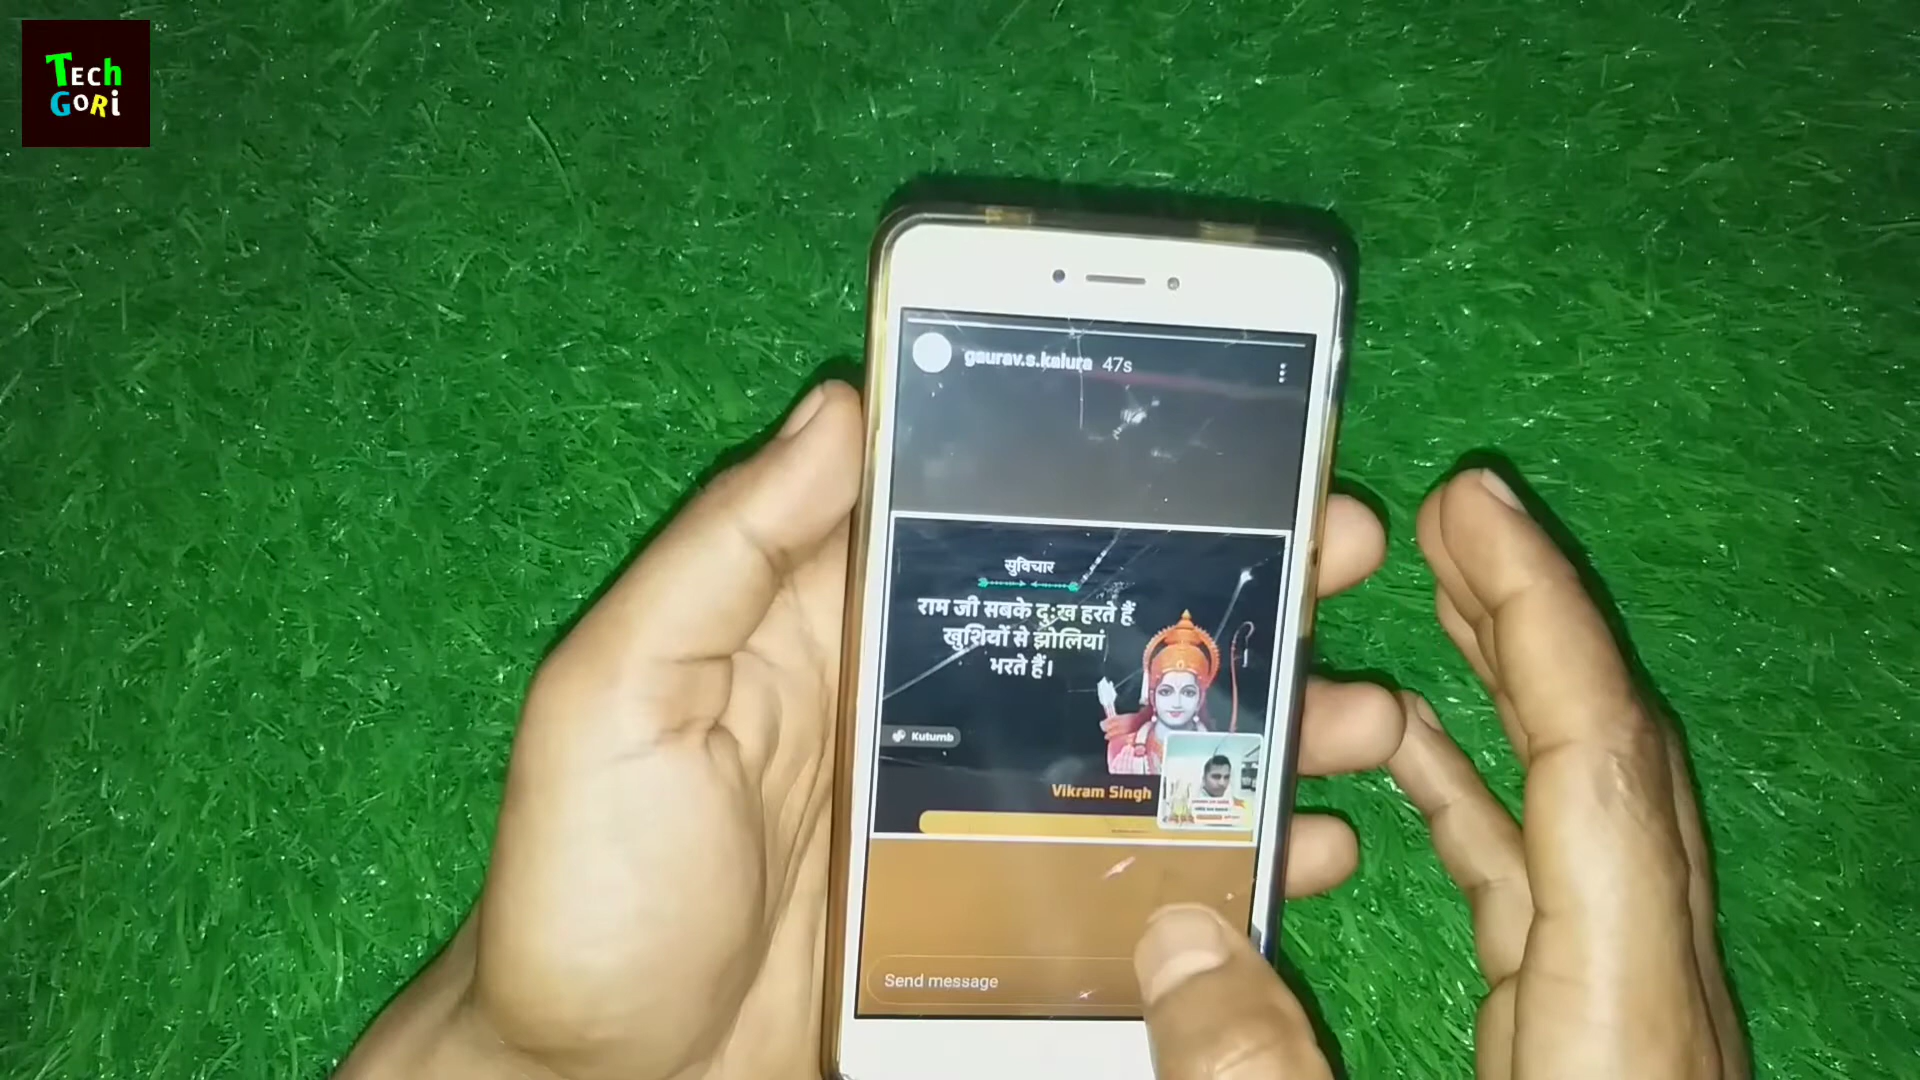 Tech
Gori
gaurav.s.kalura 47s
सुविचार
राम जी सबके दुःख हरते हैं
खुशियों से झोलियां
भरते हैं।
Kutumb
Vikram Singh
Send message